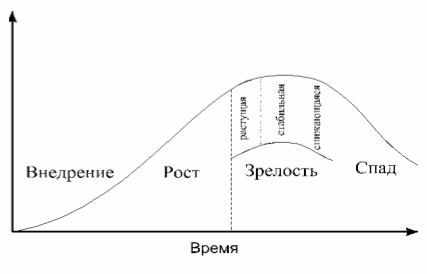 растущая
стабильная
снижающаяся
Внедрение
Рост
Зрелость
Спад
Время